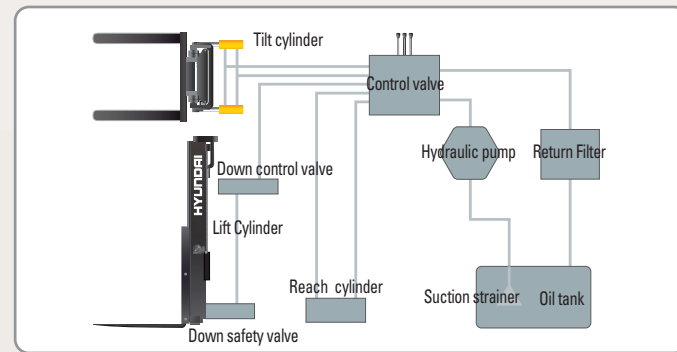 Tilt cylinder
Control valve
Hydraulic pump
Return Filter
Down control valve
HYUNDAI
Lift Cylinder
Reach cylinder
Suction strainer
Oil tank
Down safety valve